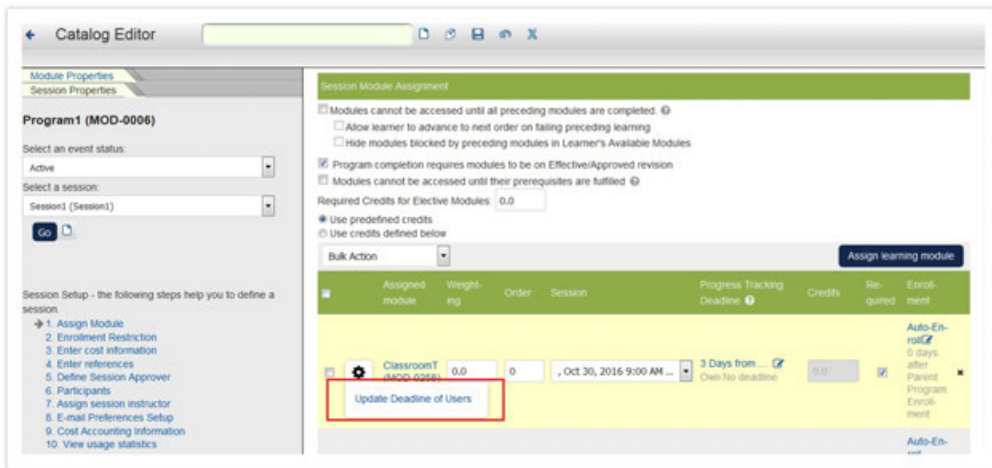 Catalog Editor
Module Properties
Session Properties
Program1 (MOD-0006)
Select an event status:
Active
Select a session:
Session1 (Session1)
Go
Session Setup - the following steps help you to define a
session.
1. Assign Module
2. Enrollment Restriction
3. Enter cost information
4. Enter references
5. Define Session Approver
6. Participants
7. Assign session instructor
8. E-mail Preferences Setup
9. Cost Accounting Information
10. View usage statistics
Session Module Assignment
Modules cannot be accessed until all preceding modules are completed.
Allow learner to advance to next order on failing preceding learning
Hide modules blocked by preceding modules in Learner's Available Modules
Program completion requires modules to be on Effective/Approved revision
Modules cannot be accessed until their prerequisites are fulfilled
Required Credits for Elective Modules: 0.0
Use predefined credits
Use credits defined below
Bulk Action
Assign learning module
Assigned module
Weight-ing
Order
Session
Progress Tracking Deadline
Credits
Re-quired
Enroll-ment
ClassroomT
(MOD-0258)
0.0
0
, Oct 30, 2016 9:00 AM ...
3 Days from ...
Own:No deadline
0.0
Auto-En-
roll
0 days
after
Parent
Program
Enroll-
ment
Update Deadline of Users
Auto-En-